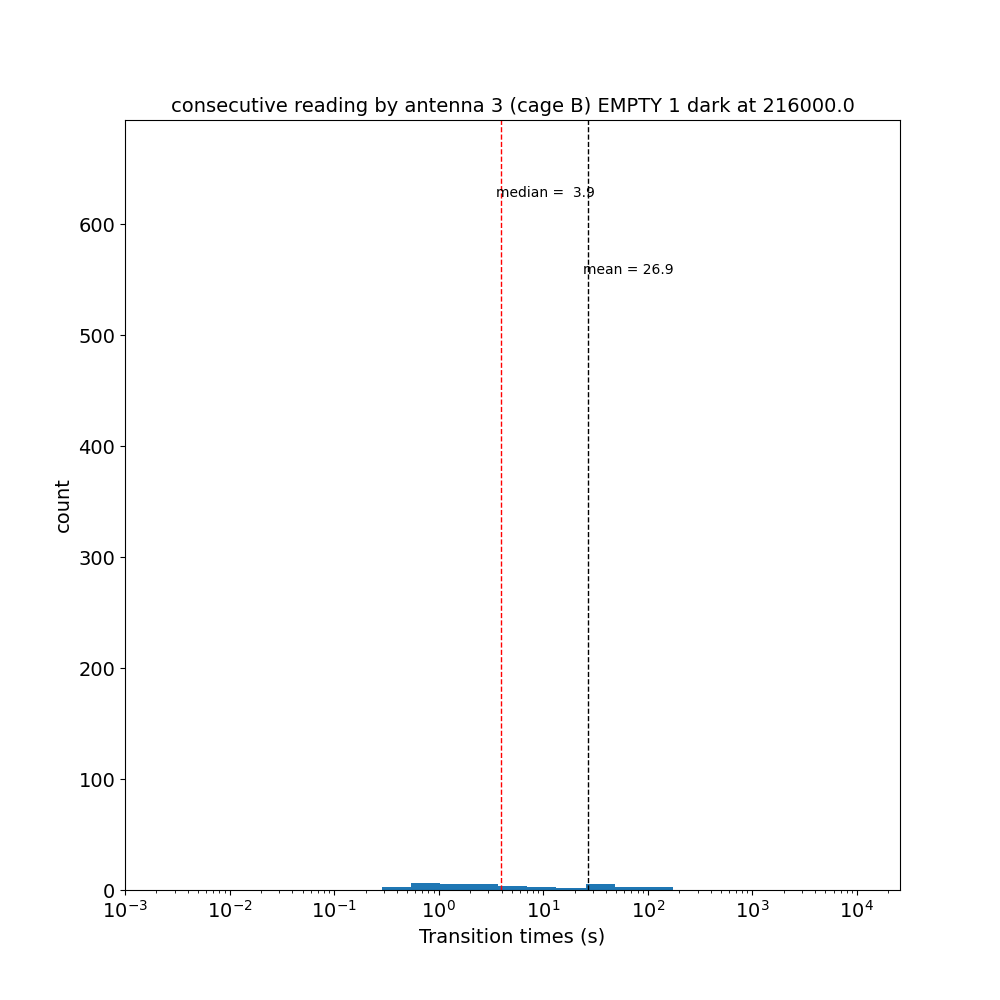 consecutive reading by antenna 3 (cage B) EMPTY 1 dark at 216000.0
median =  3.9
mean = 26.9
600
500
400
300
200
100
0
count
10⁻³ 10⁻² 10⁻¹ 10⁰ 10¹ 10² 10³ 10⁴
Transition times (s)